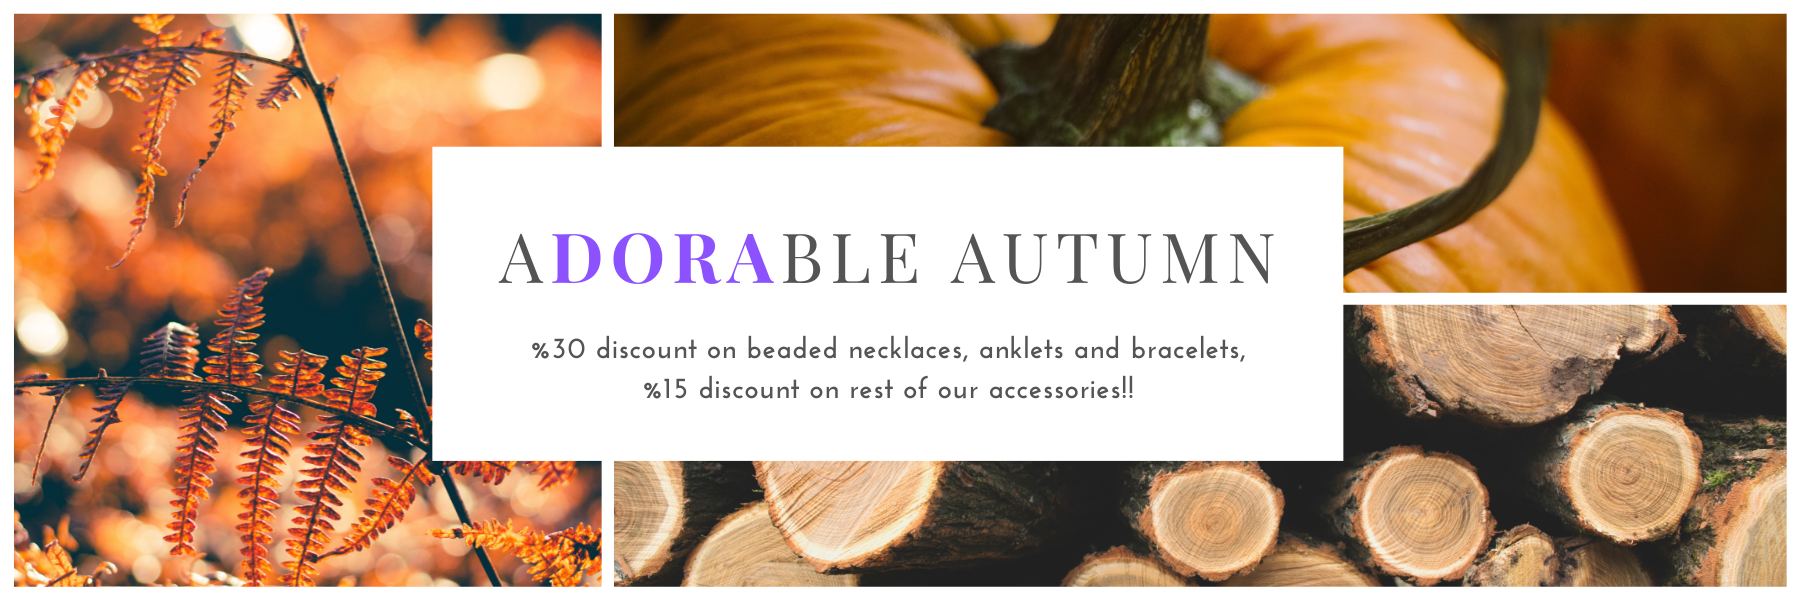 ADORABLE AUTUMN
%30 discount on beaded necklaces, anklets and bracelets,
%15 discount on rest of our accessories!!